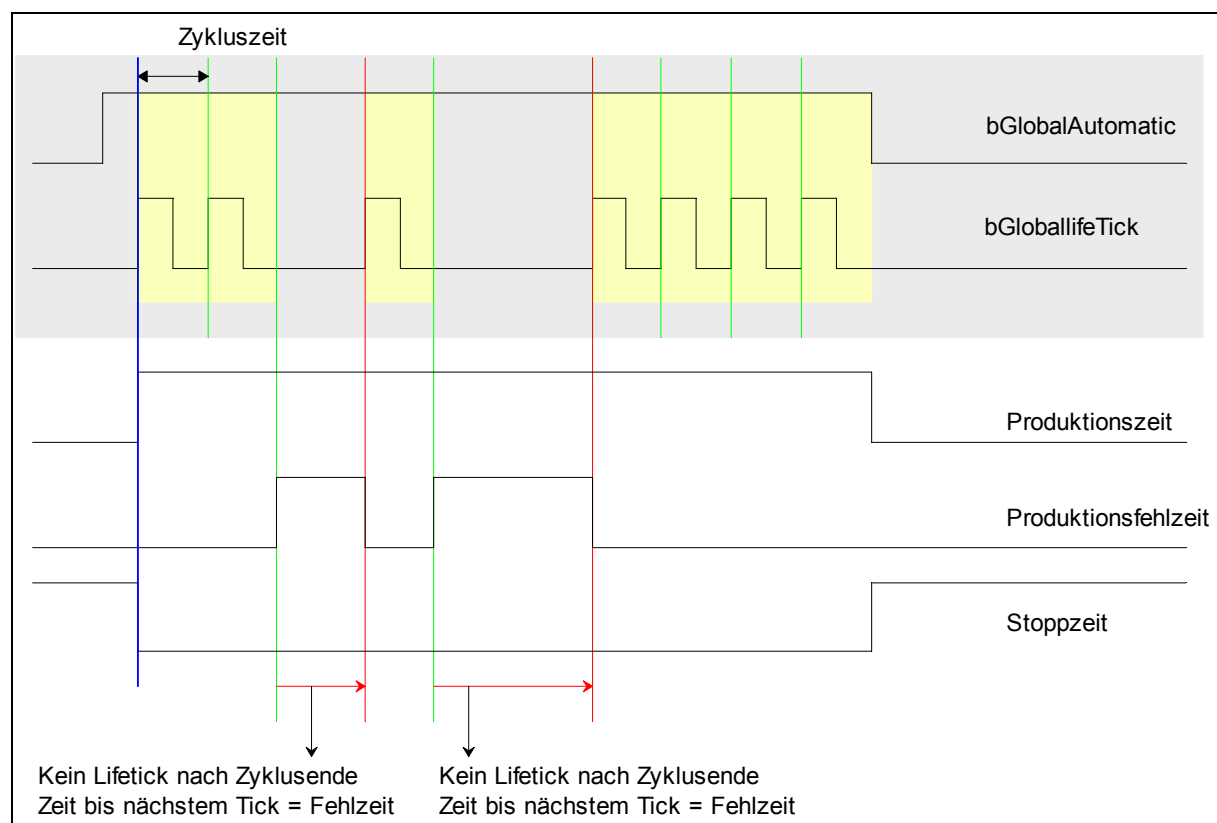 Zykluszeit
bGlobalAutomatic
bGloballifeTick
Produktionszeit
Produktionsfehlzeit
Stoppzeit
Kein Lifetick nach Zyklusende
Zeit bis nächstem Tick = Fehlzeit
Kein Lifetick nach Zyklusende
Zeit bis nächstem Tick = Fehlzeit